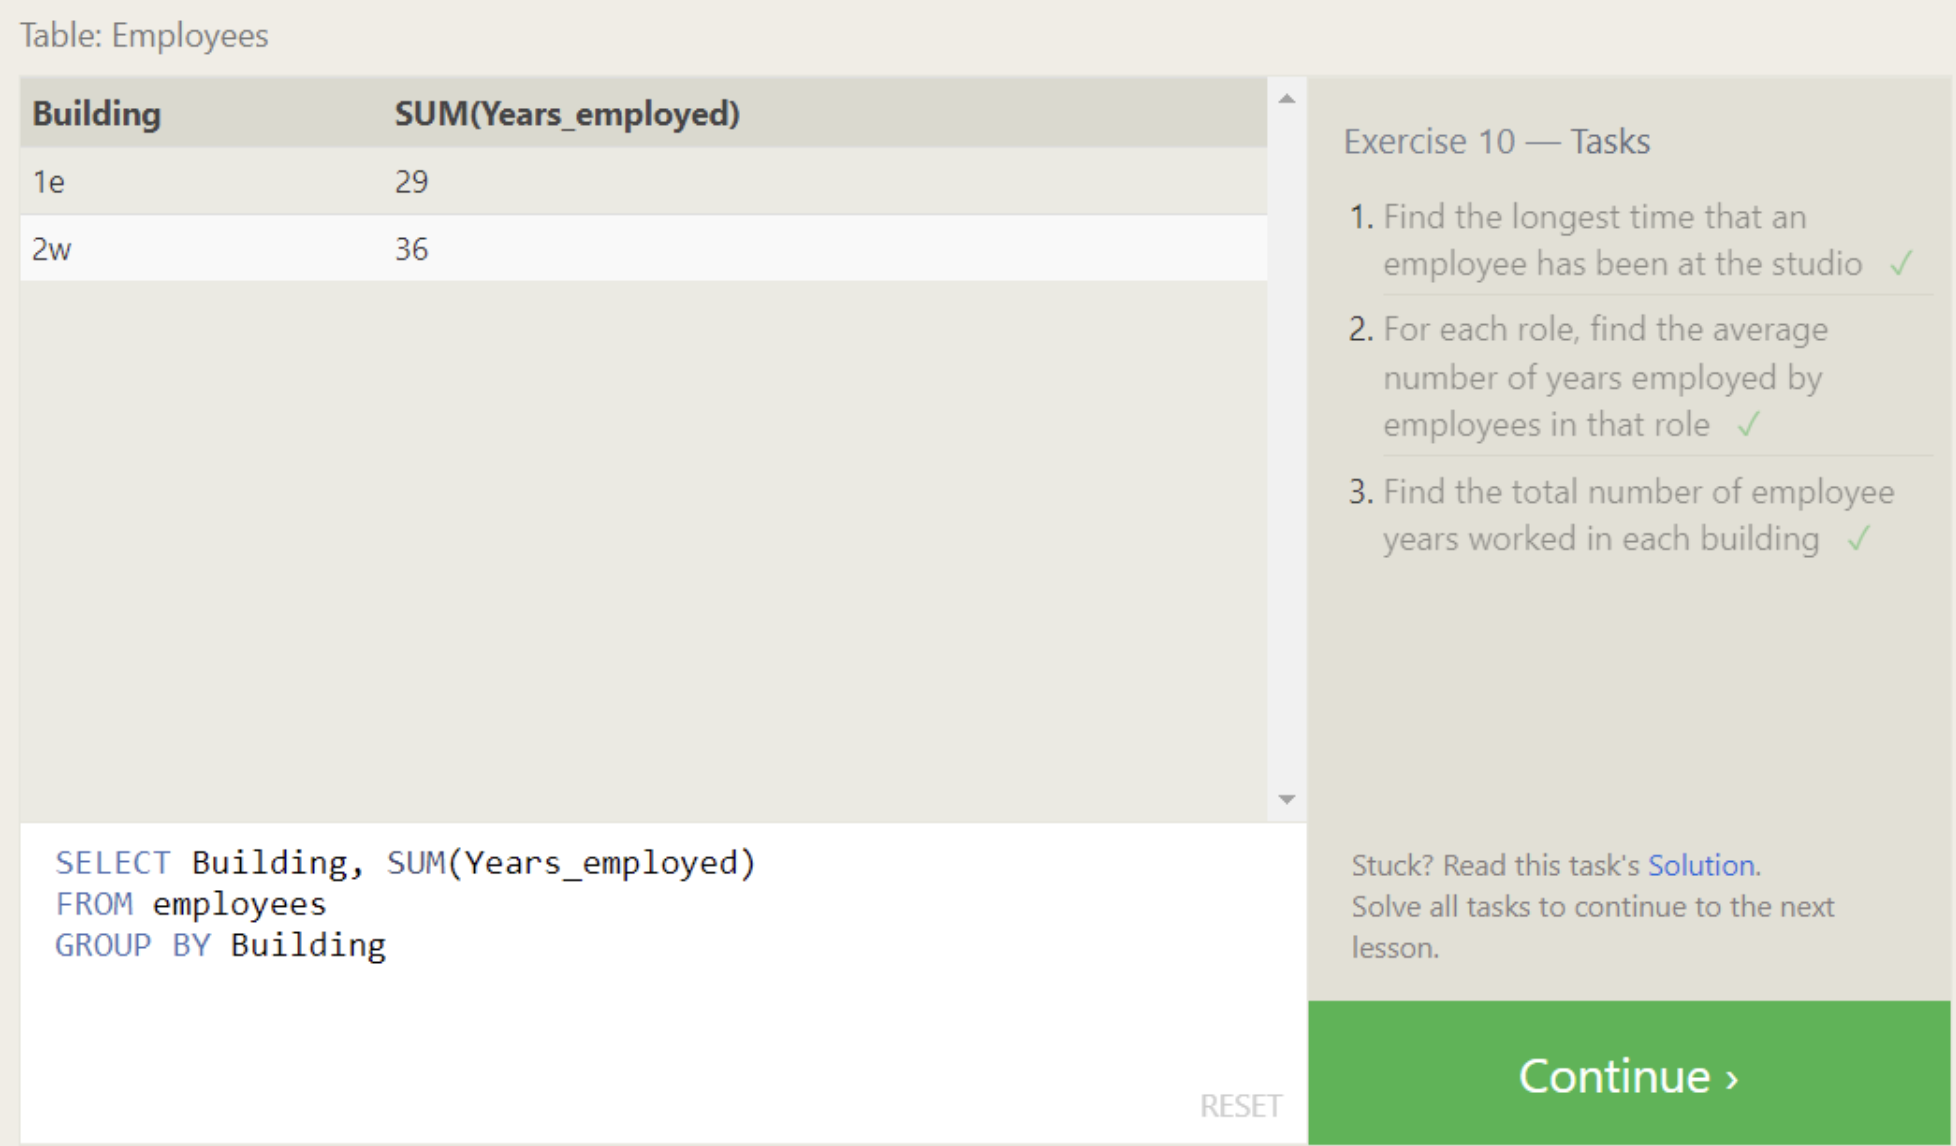 Table: Employees
Building SUM(Years_employed)
1e 29
2w 36
SELECT Building, SUM(Years_employed)
FROM employees
GROUP BY Building
RESET
Exercise 10 — Tasks
1. Find the longest time that an
employee has been at the studio ✓
2. For each role, find the average
number of years employed by
employees in that role ✓
3. Find the total number of employee
years worked in each building ✓
Stuck? Read this task's Solution.
Solve all tasks to continue to the next
lesson.
Continue ›